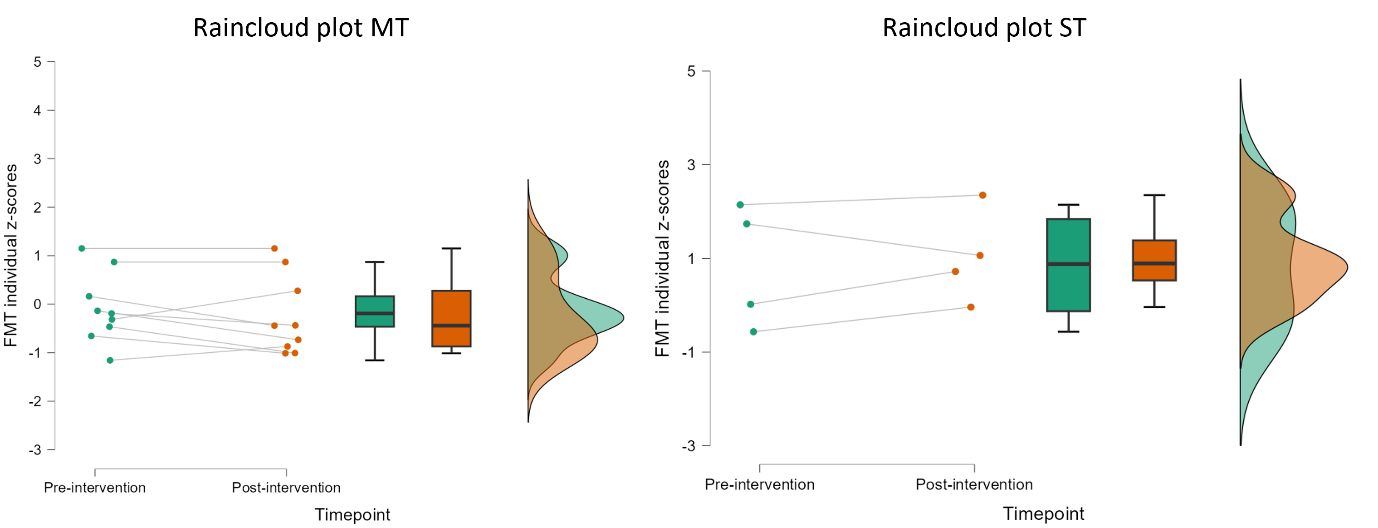 Raincloud plot MT
5
4
3
2
1
0
-1
-2
-3
FMT individual z-scores
Pre-intervention
Post-intervention
Timepoint
Raincloud plot ST
5
3
1
-1
-3
FMT individual z-scores
Pre-intervention
Post-intervention
Timepoint